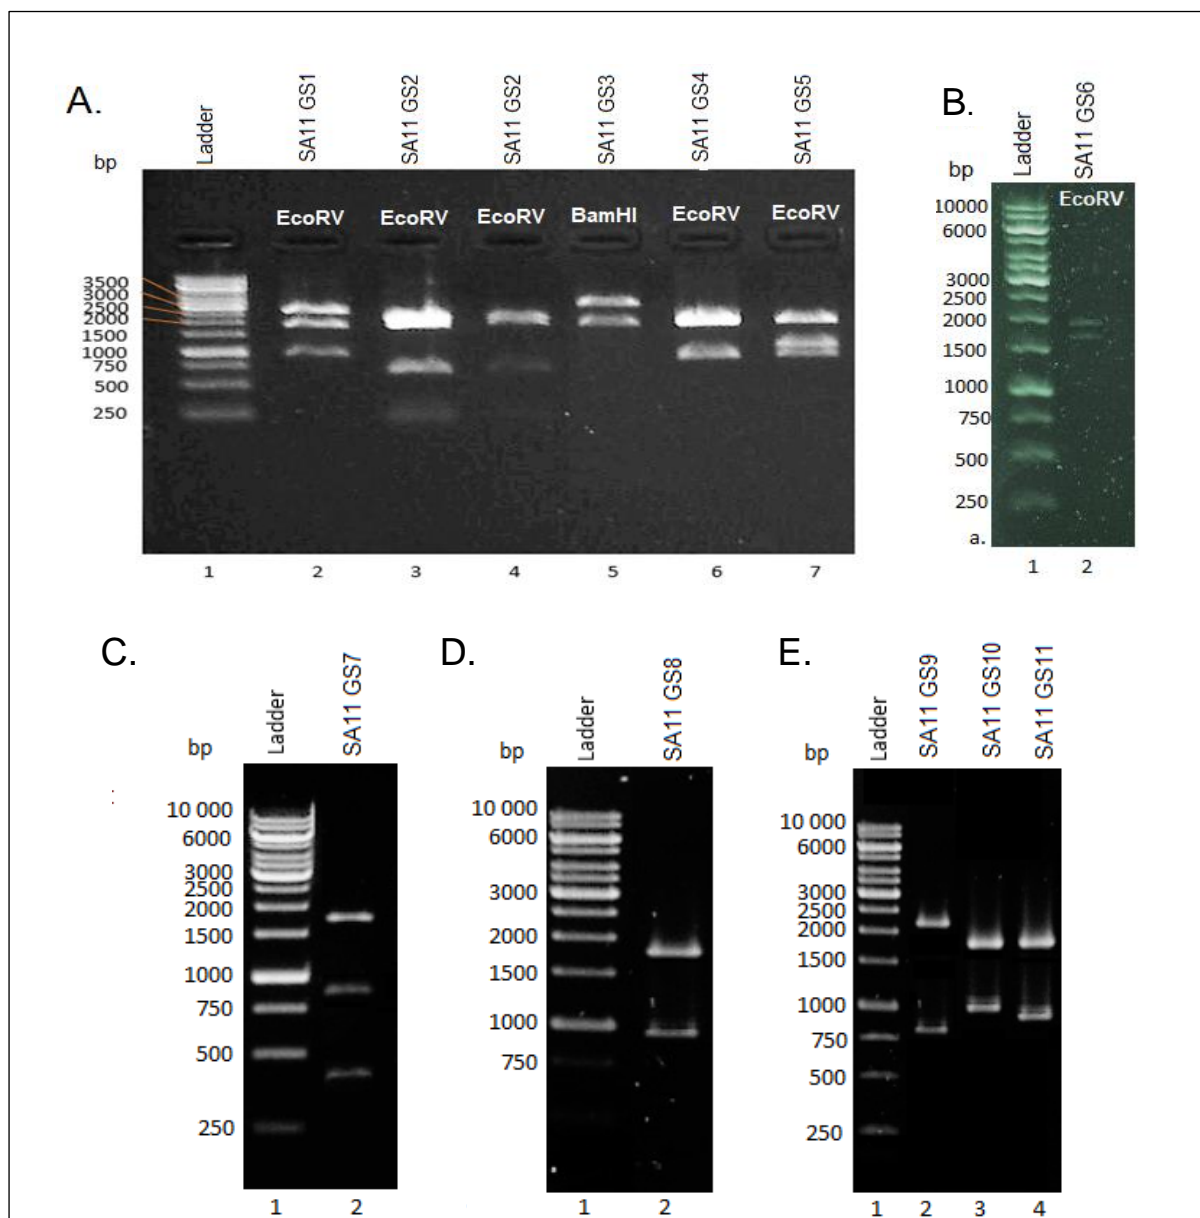 A.
bp
Ladder
SA11 GS1
SA11 GS2
SA11 GS2
SA11 GS3
SA11 GS4
SA11 GS5
EcoRV
EcoRV
EcoRV
BamHI
EcoRV
EcoRV
3500
3000
2500
2000
1500
1000
750
500
250
1 2 3 4 5 6 7
B.
bp
Ladder
SA11 GS6
EcoRV
10000
6000
3000
2500
2000
1500
1000
750
500
250
a.
1 2
C.
bp
Ladder
SA11 GS7
10 000
6000
3000
2500
2000
1500
1000
750
500
250
1 2
D.
bp
Ladder
SA11 GS8
10 000
6000
3000
2000
1500
1000
750
1 2
E.
bp
Ladder
SA11 GS9
SA11 GS10
SA11 GS11
10 000
6000
3000
2500
2000
1500
1000
750
500
250
1 2 3 4